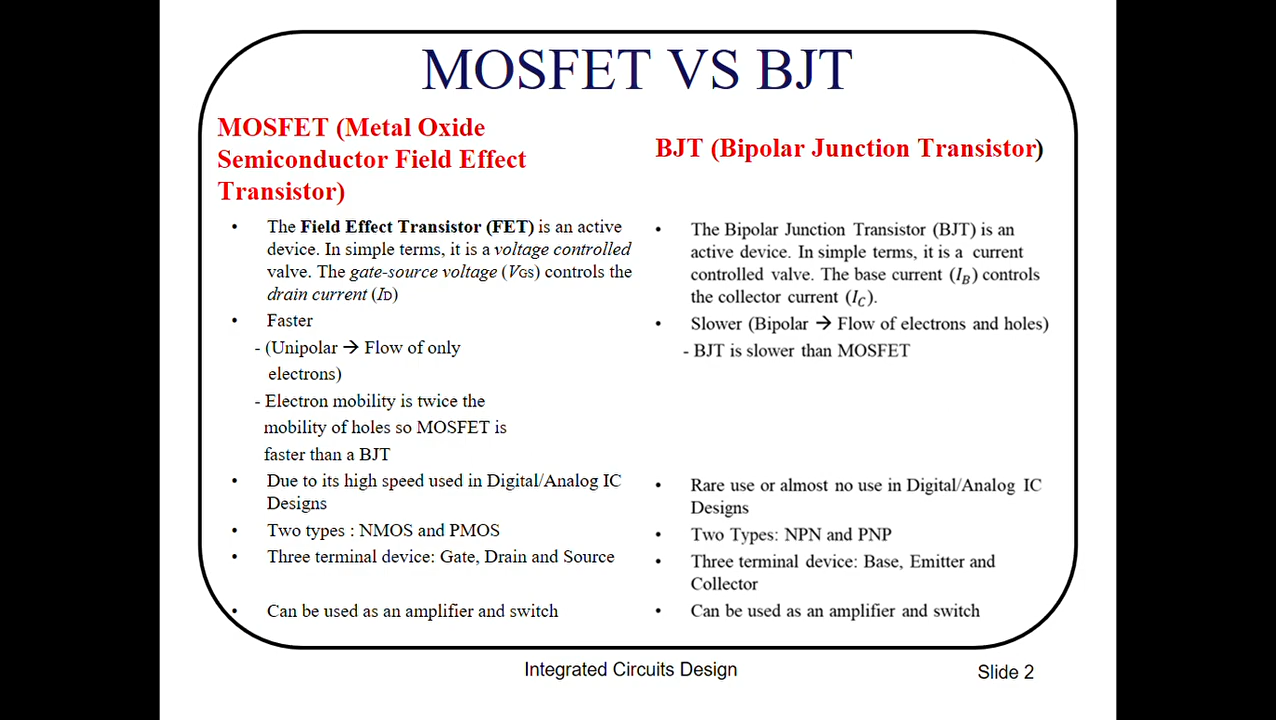 MOSFET VS BJT
MOSFET (Metal Oxide
Semiconductor Field Effect
Transistor)
• The Field Effect Transistor (FET) is an active
device. In simple terms, it is a voltage controlled
valve. The gate-source voltage (VGS) controls the
drain current (ID)
• Faster
- (Unipolar → Flow of only
electrons)
- Electron mobility is twice the
mobility of holes so MOSFET is
faster than a BJT
• Due to its high speed used in Digital/Analog IC
Designs
• Two types : NMOS and PMOS
• Three terminal device: Gate, Drain and Source
• Can be used as an amplifier and switch
BJT (Bipolar Junction Transistor)
• The Bipolar Junction Transistor (BJT) is an
active device. In simple terms, it is a current
controlled valve. The base current (IB) controls
the collector current (IC).
• Slower (Bipolar → Flow of electrons and holes)
- BJT is slower than MOSFET
• Rare use or almost no use in Digital/Analog IC
Designs
• Two Types: NPN and PNP
• Three terminal device: Base, Emitter and
Collector
• Can be used as an amplifier and switch
Integrated Circuits Design
Slide 2